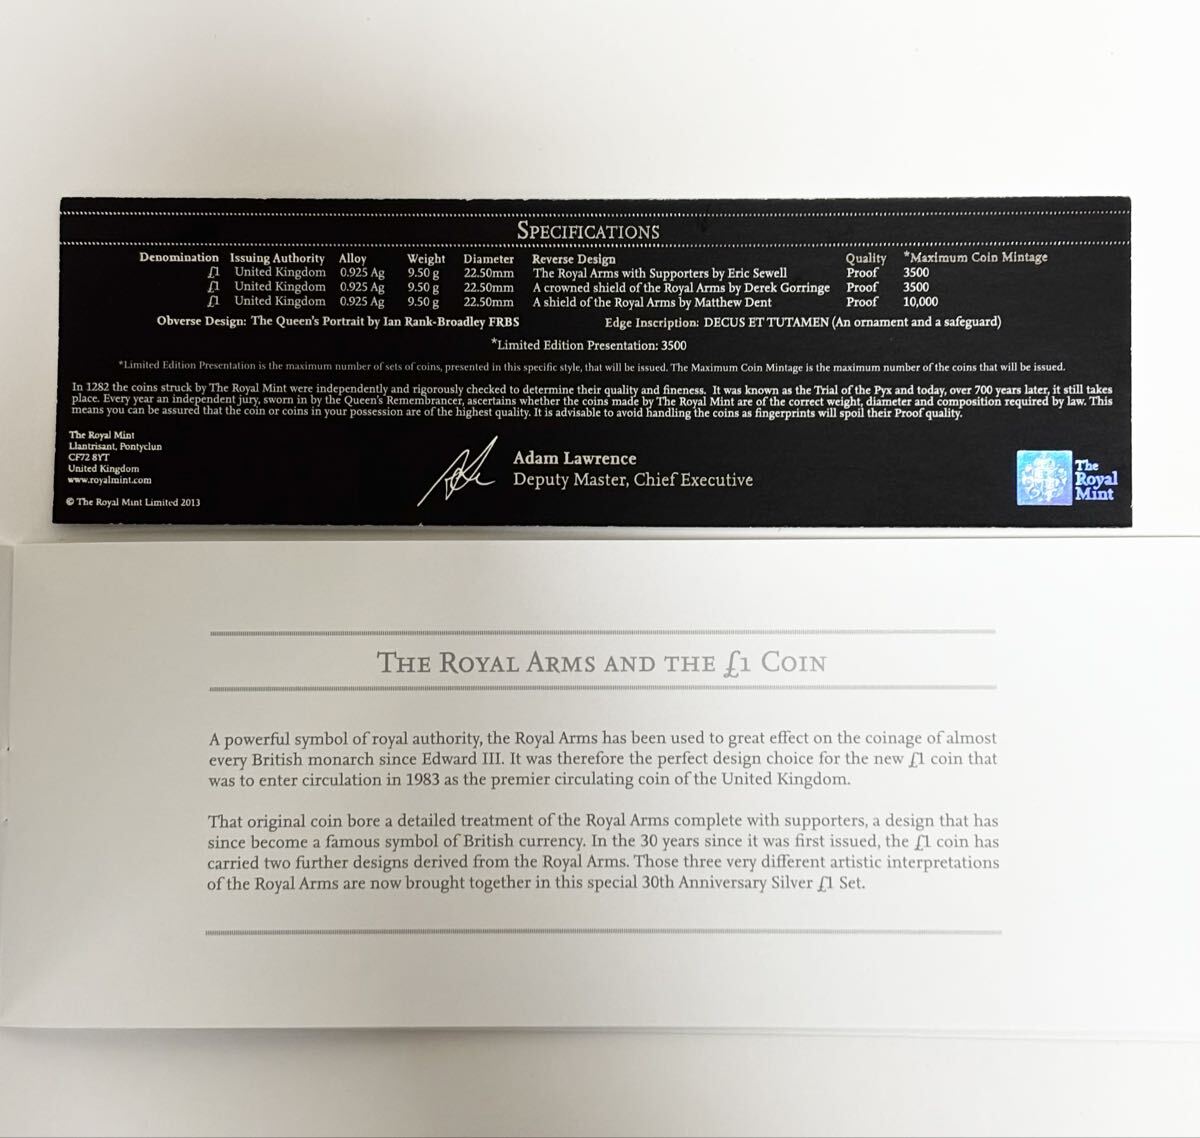 SPECIFICATIONS
Denomination Issuing Authority Alloy Weight Diameter Reverse Design Quality *Maximum Coin Mintage
£1 United Kingdom 0.925 Ag 9.50 g 22.50mm The Royal Arms with Supporters by Eric Sewell Proof 3500
£1 United Kingdom 0.925 Ag 9.50 g 22.50mm A crowned shield of the Royal Arms by Derek Gorringe Proof 3500
£1 United Kingdom 0.925 Ag 9.50 g 22.50mm A shield of the Royal Arms by Matthew Dent Proof 10,000
Obverse Design: The Queen's Portrait by Ian Rank-Broadley FRBS Edge Inscription: DECUS ET TUTAMEN (An ornament and a safeguard)
*Limited Edition Presentation: 3500
*Limited Edition Presentation is the maximum number of sets of coins, presented in this specific style, that will be issued. The Maximum Coin Mintage is the maximum number of the coins that will be issued.
In 1282 the coins struck by The Royal Mint were independently and rigorously checked to determine their quality and fineness. It was known as the Trial of the Pyx and today, over 700 years later, it still takes
place. Every year an independent jury, sworn in by the Queen's Remembrancer, ascertains whether the coins made by The Royal Mint are of the correct weight, diameter and composition required by law. This
means you can be assured that the coin or coins in your possession are of the highest quality. It is advisable to avoid handling the coins as fingerprints will spoil their Proof quality.
The Royal Mint
Llantrisant, Pontyclun
CF72 8YT
United Kingdom
www.royalmint.com
© The Royal Mint Limited 2013
Adam Lawrence
Deputy Master, Chief Executive
The
Royal
Mint
THE ROYAL ARMS AND THE £1 COIN
A powerful symbol of royal authority, the Royal Arms has been used to great effect on the coinage of almost
every British monarch since Edward III. It was therefore the perfect design choice for the new £1 coin that
was to enter circulation in 1983 as the premier circulating coin of the United Kingdom.
That original coin bore a detailed treatment of the Royal Arms complete with supporters, a design that has
since become a famous symbol of British currency. In the 30 years since it was first issued, the £1 coin has
carried two further designs derived from the Royal Arms. Those three very different artistic interpretations
of the Royal Arms are now brought together in this special 30th Anniversary Silver £1 Set.